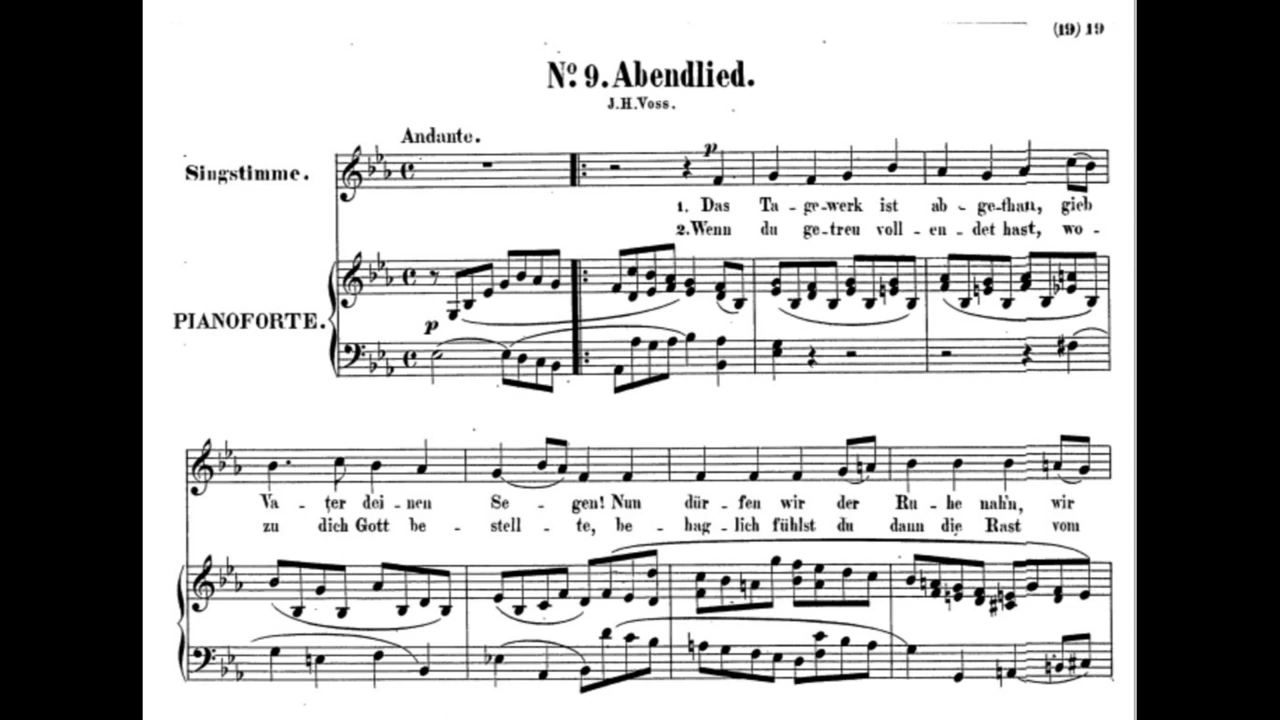 (19) 19
Nº 9. Abendlied.
J.H.Voss.
Andante.
Singstimme.
p
1. Das Ta-ge-werk ist ab-ge-than, gieb
2. Wenn du ge-treu voll-en-det hast, wo-
PIANOFORTE.
p
Va-ter dei-nen Se-gen! Nun dür-fen wir der Ru-he nah'n, wir
zu dich Gott be-stell-te, be-hag-lich fühlst du dann die Rast vom